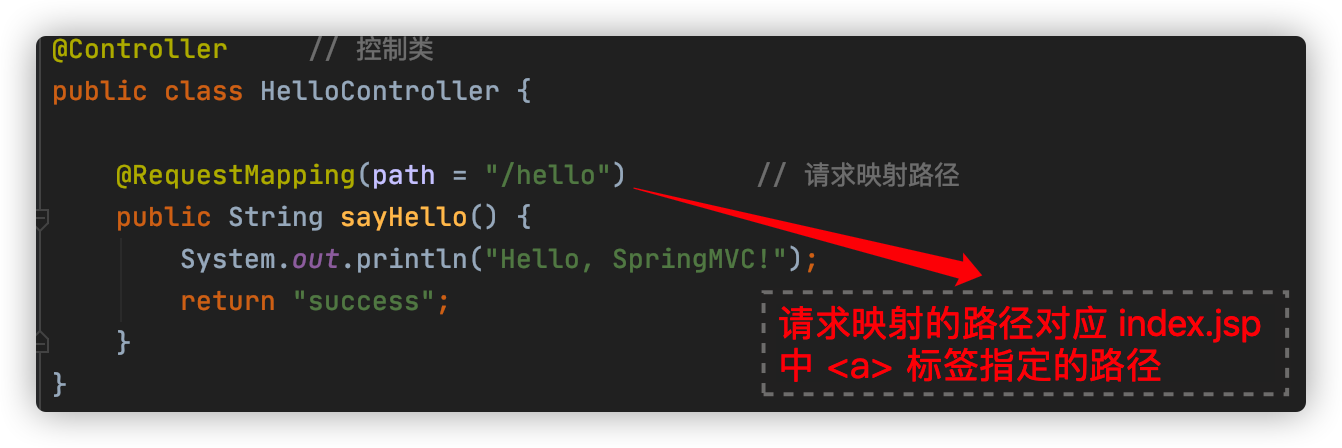 @Controller     // 控制类
public class HelloController {
@RequestMapping(path = "/hello")        // 请求映射路径
public String sayHello() {
System.out.println("Hello, SpringMVC!");
return "success";
}
}
请求映射的路径对应 index.jsp
中 <a> 标签指定的路径